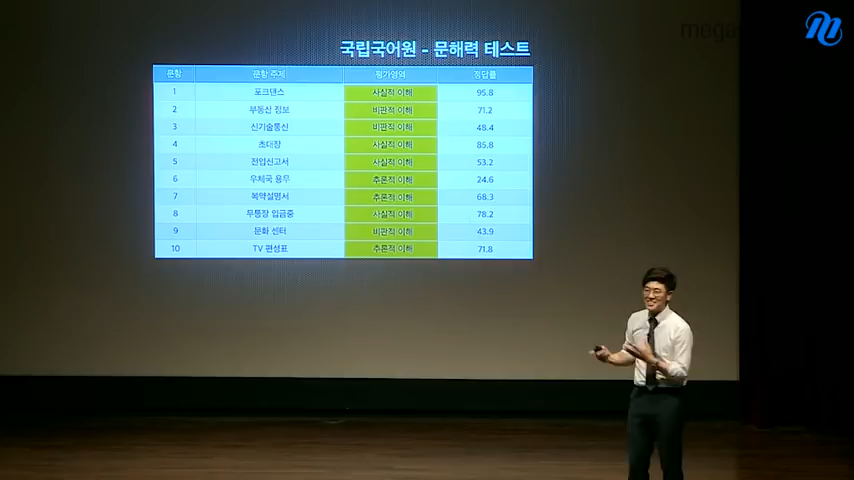 mega
국립국어원 - 문해력 테스트
문항 문항 주제 평가영역 정답률
1 포크댄스 사실적 이해 95.8
2 부동산 정보 비판적 이해 71.2
3 신기술통신 비판적 이해 48.4
4 초대장 사실적 이해 85.8
5 전입신고서 사실적 이해 53.2
6 우체국 용무 추론적 이해 24.6
7 복약설명서 추론적 이해 68.3
8 무통장 입금증 사실적 이해 78.2
9 문화 센터 비판적 이해 43.9
10 TV 편성표 추론적 이해 71.8